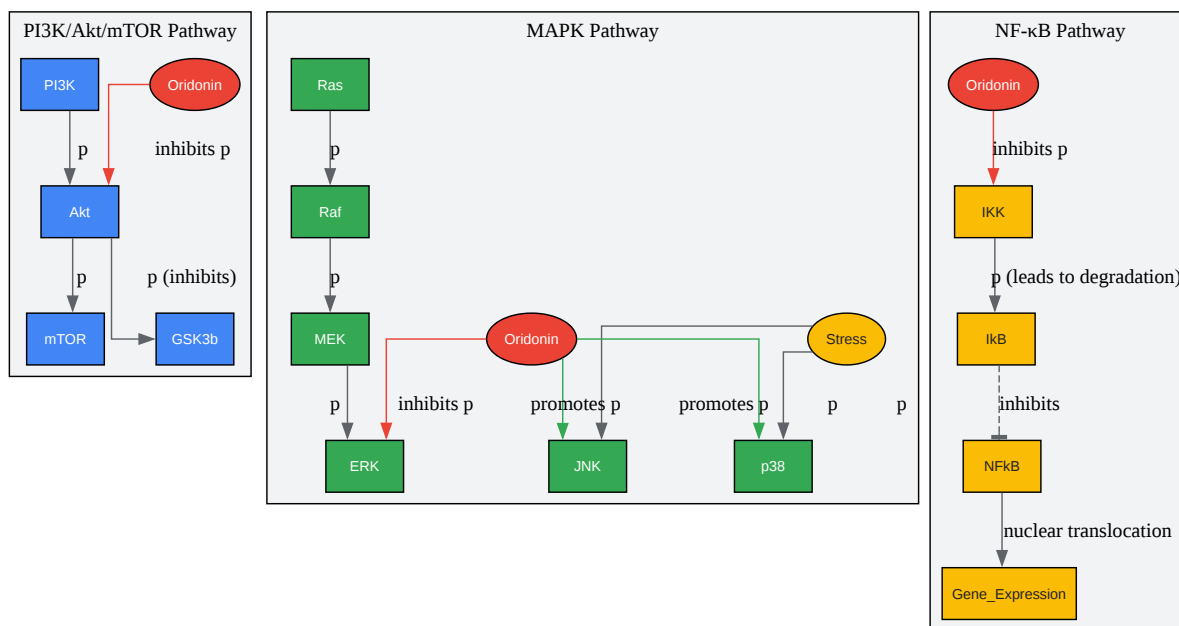 PI3K/Akt/mTOR Pathway
PI3K
Oridonin
p
inhibits p
Akt
p
p (inhibits)
mTOR
GSK3b
MAPK Pathway
Ras
p
Raf
p
MEK
Oridonin
Stress
p
inhibits p
promotes p
promotes p
p
p
ERK
JNK
p38
NF-κB Pathway
Oridonin
inhibits p
IKK
p (leads to degradation)
IkB
inhibits
NFkB
nuclear translocation
Gene_Expression